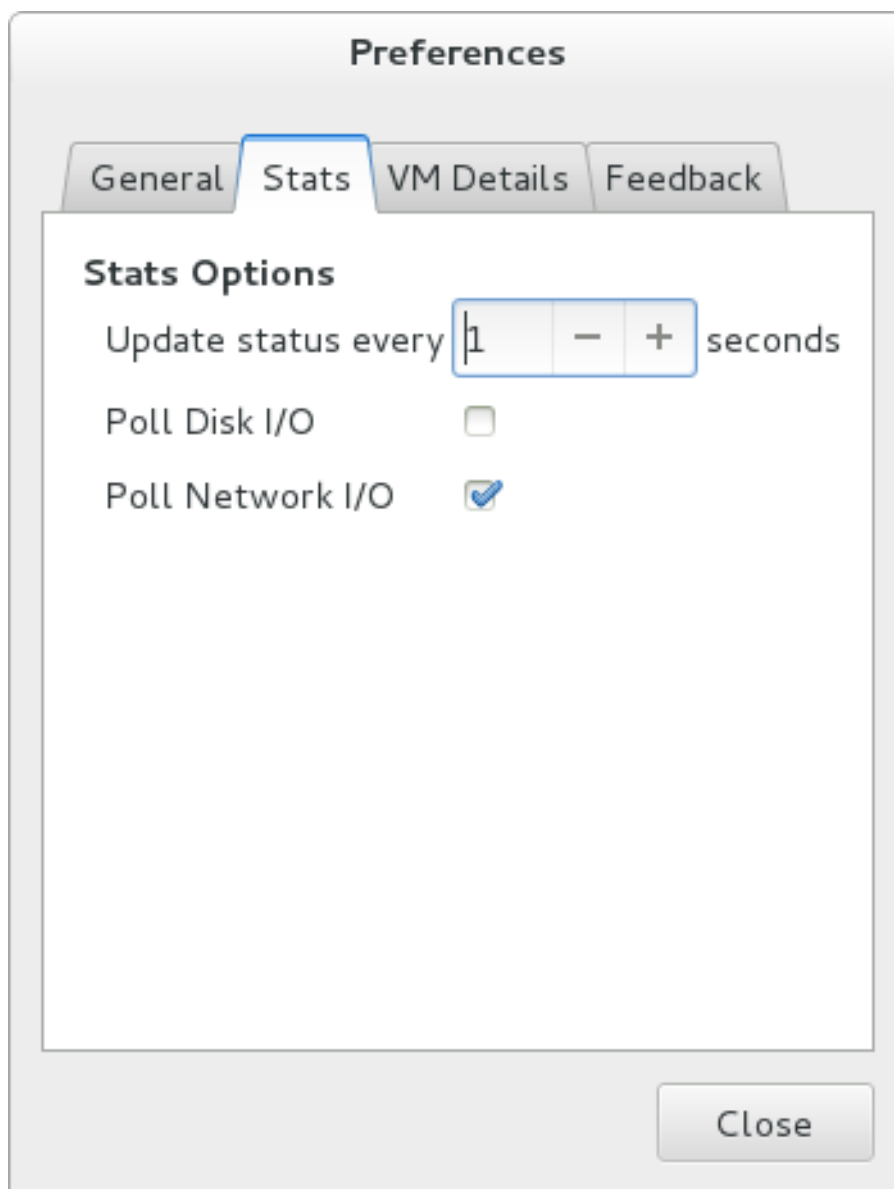 Preferences
General Stats VM Details Feedback
Stats Options
Update status every 1 − + seconds
Poll Disk I/O
Poll Network I/O
Close